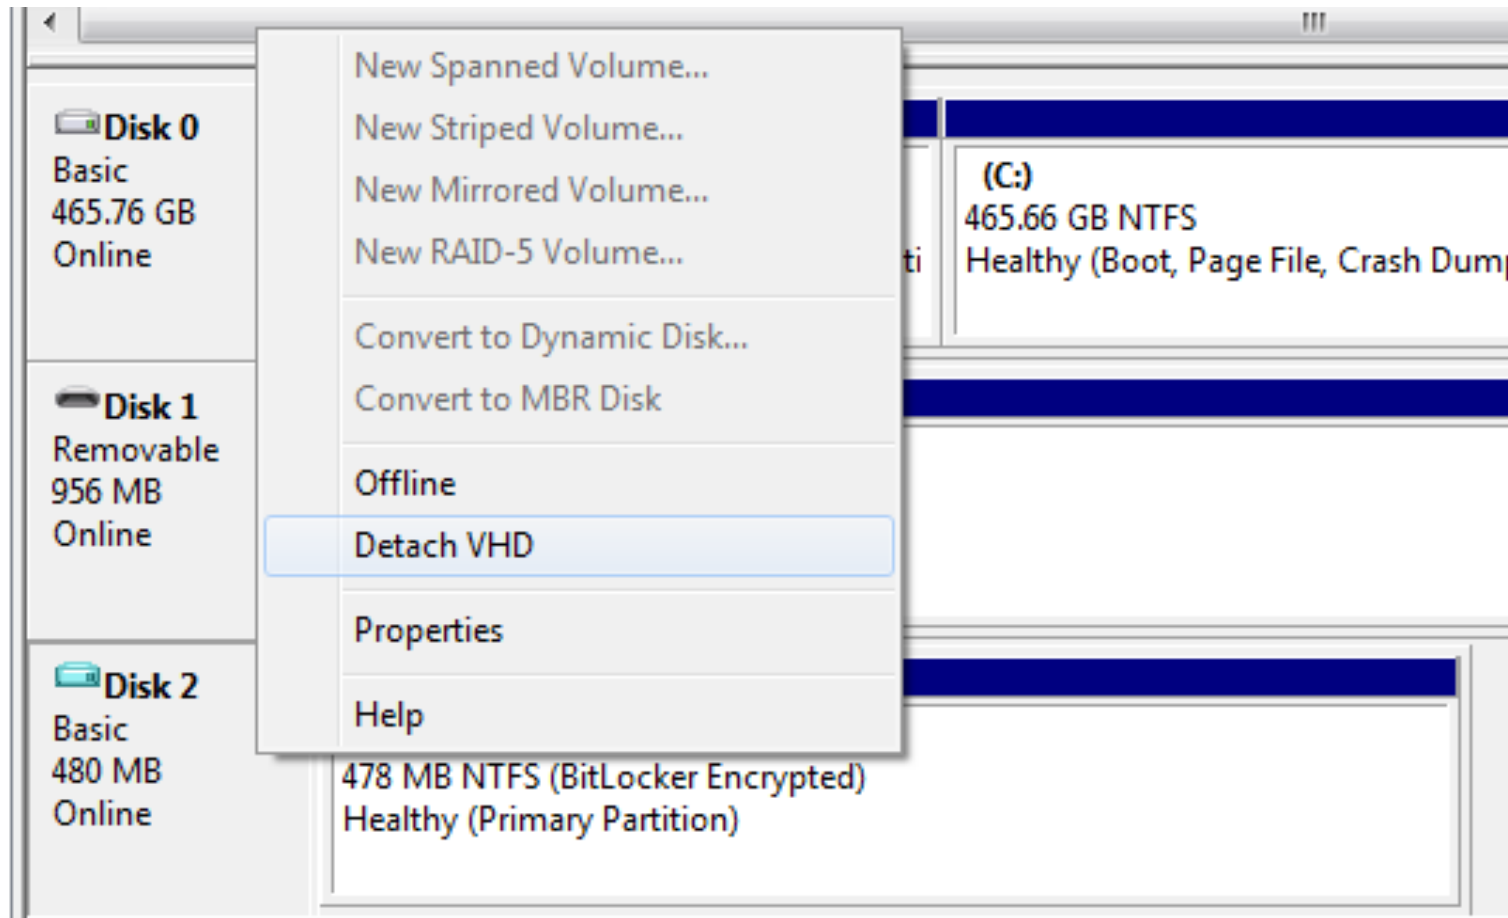 New Spanned Volume...
New Striped Volume...
New Mirrored Volume...
New RAID-5 Volume...
Convert to Dynamic Disk...
Convert to MBR Disk
Offline
Detach VHD
Properties
Help
Disk 0
Basic
465.76 GB
Online
ti
(C:)
465.66 GB NTFS
Healthy (Boot, Page File, Crash Dump
Disk 1
Removable
956 MB
Online
Disk 2
Basic
480 MB
Online
478 MB NTFS (BitLocker Encrypted)
Healthy (Primary Partition)